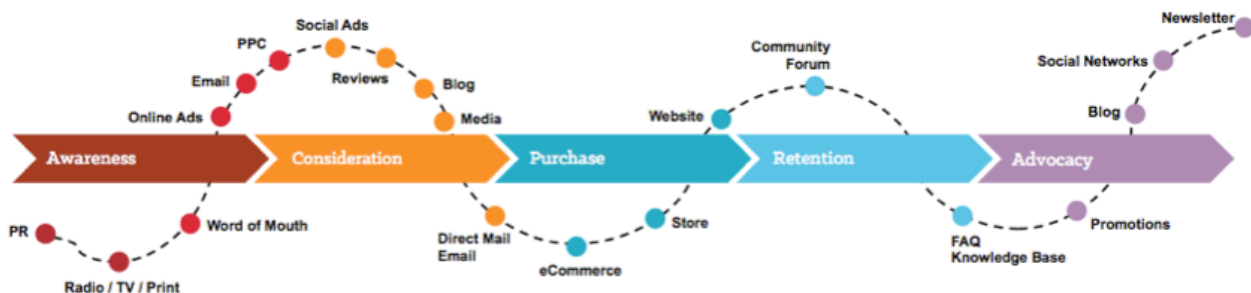 Newsletter
Social Ads
PPC
Community
Forum
Social Networks
Email
Reviews
Blog
Online Ads
Media
Website
Blog
Awareness
Consideration
Purchase
Retention
Advocacy
PR
Word of Mouth
Direct Mail
Email
Store
FAQ
Knowledge Base
Promotions
eCommerce
Radio / TV / Print